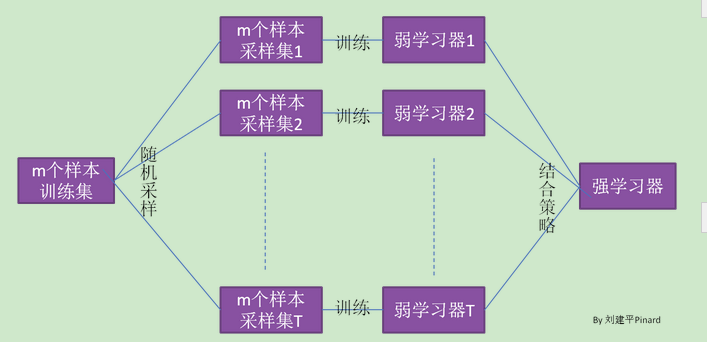 m个样本
训练集
随机采样
m个样本
采样集1
训练
弱学习器1
m个样本
采样集2
训练
弱学习器2
m个样本
采样集T
训练
弱学习器T
结合策略
强学习器
By 刘建平Pinard